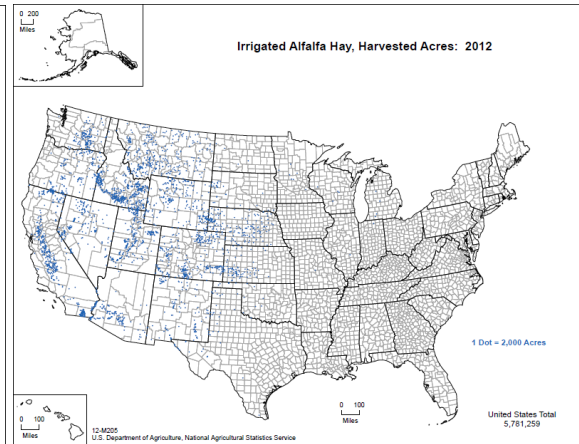 0 200
Miles
Irrigated Alfalfa Hay, Harvested Acres: 2012
1 Dot = 2,000 Acres
0 100
Miles
0 100
Miles
United States Total
5,781,259
12-M205
U.S. Department of Agriculture, National Agricultural Statistics Service